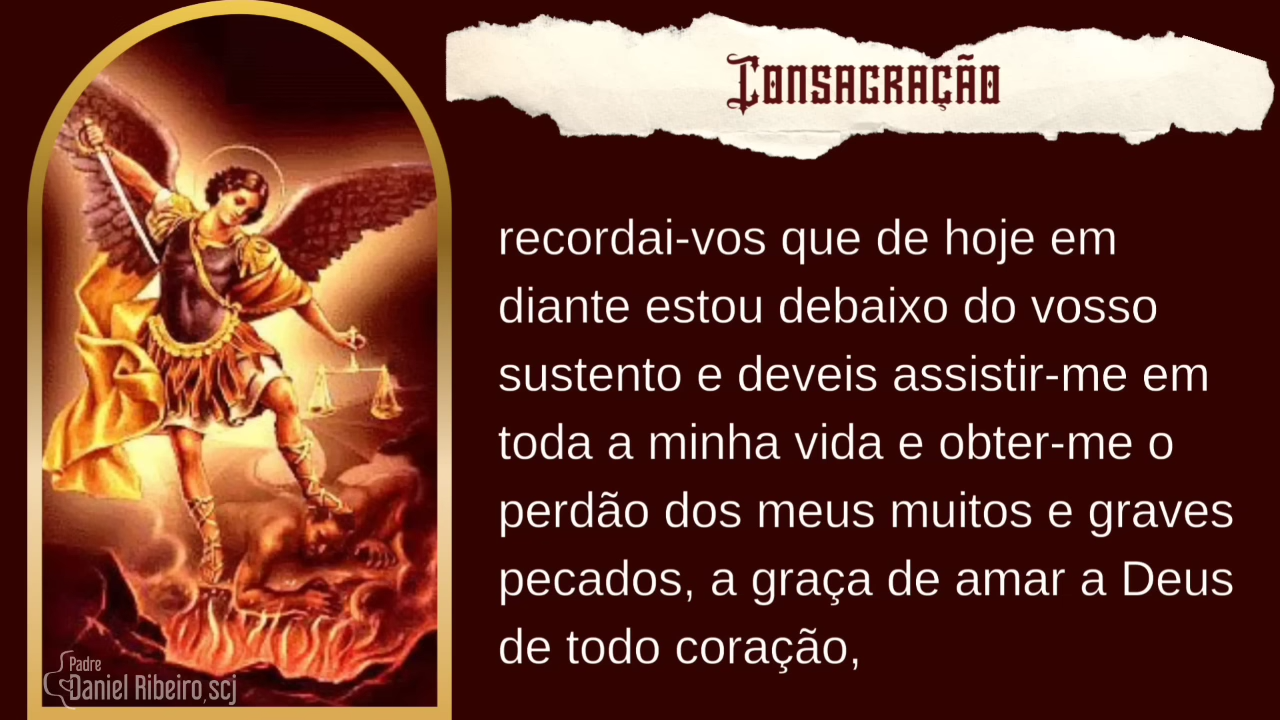 Consagração
recordai-vos que de hoje em
diante estou debaixo do vosso
sustento e deveis assistir-me em
toda a minha vida e obter-me o
perdão dos meus muitos e graves
pecados, a graça de amar a Deus
de todo coração,
Padre
Daniel Ribeiro, scj